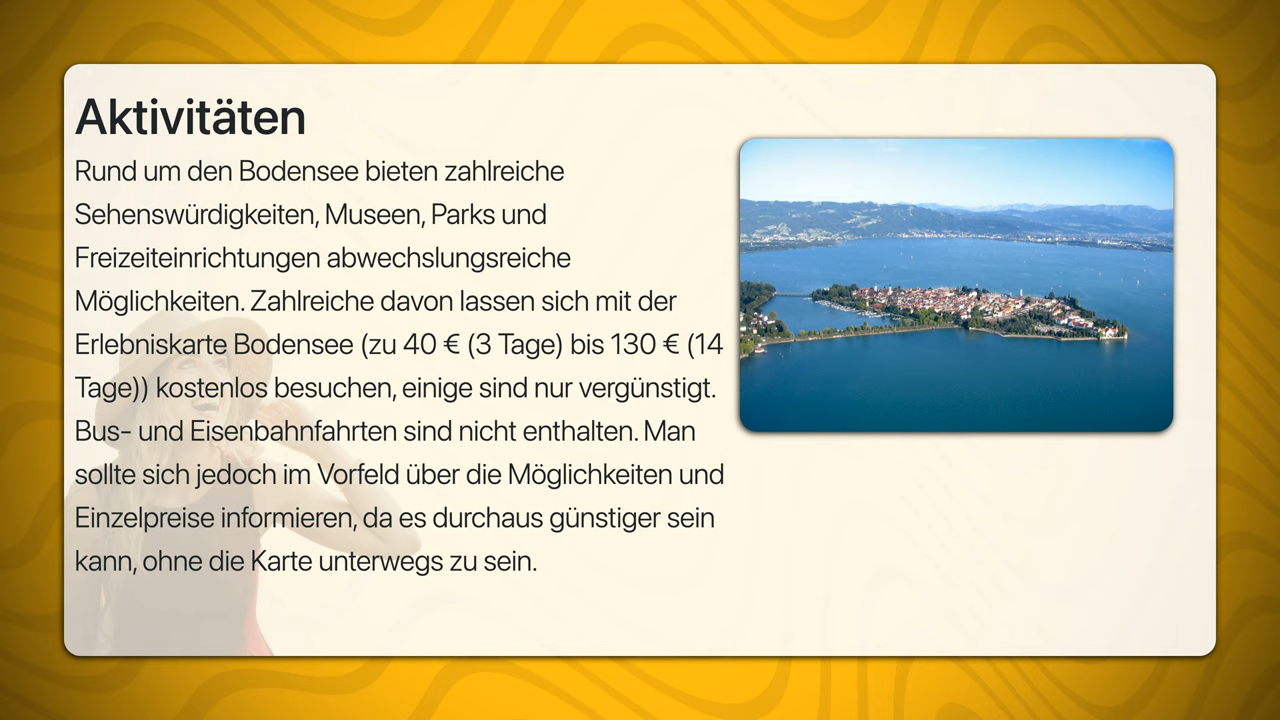 Aktivitäten
Rund um den Bodensee bieten zahlreiche
Sehenswürdigkeiten, Museen, Parks und
Freizeiteinrichtungen abwechslungsreiche
Möglichkeiten. Zahlreiche davon lassen sich mit der
Erlebniskarte Bodensee (zu 40 € (3 Tage) bis 130 € (14
Tage)) kostenlos besuchen, einige sind nur vergünstigt.
Bus- und Eisenbahnfahrten sind nicht enthalten. Man
sollte sich jedoch im Vorfeld über die Möglichkeiten und
Einzelpreise informieren, da es durchaus günstiger sein
kann, ohne die Karte unterwegs zu sein.